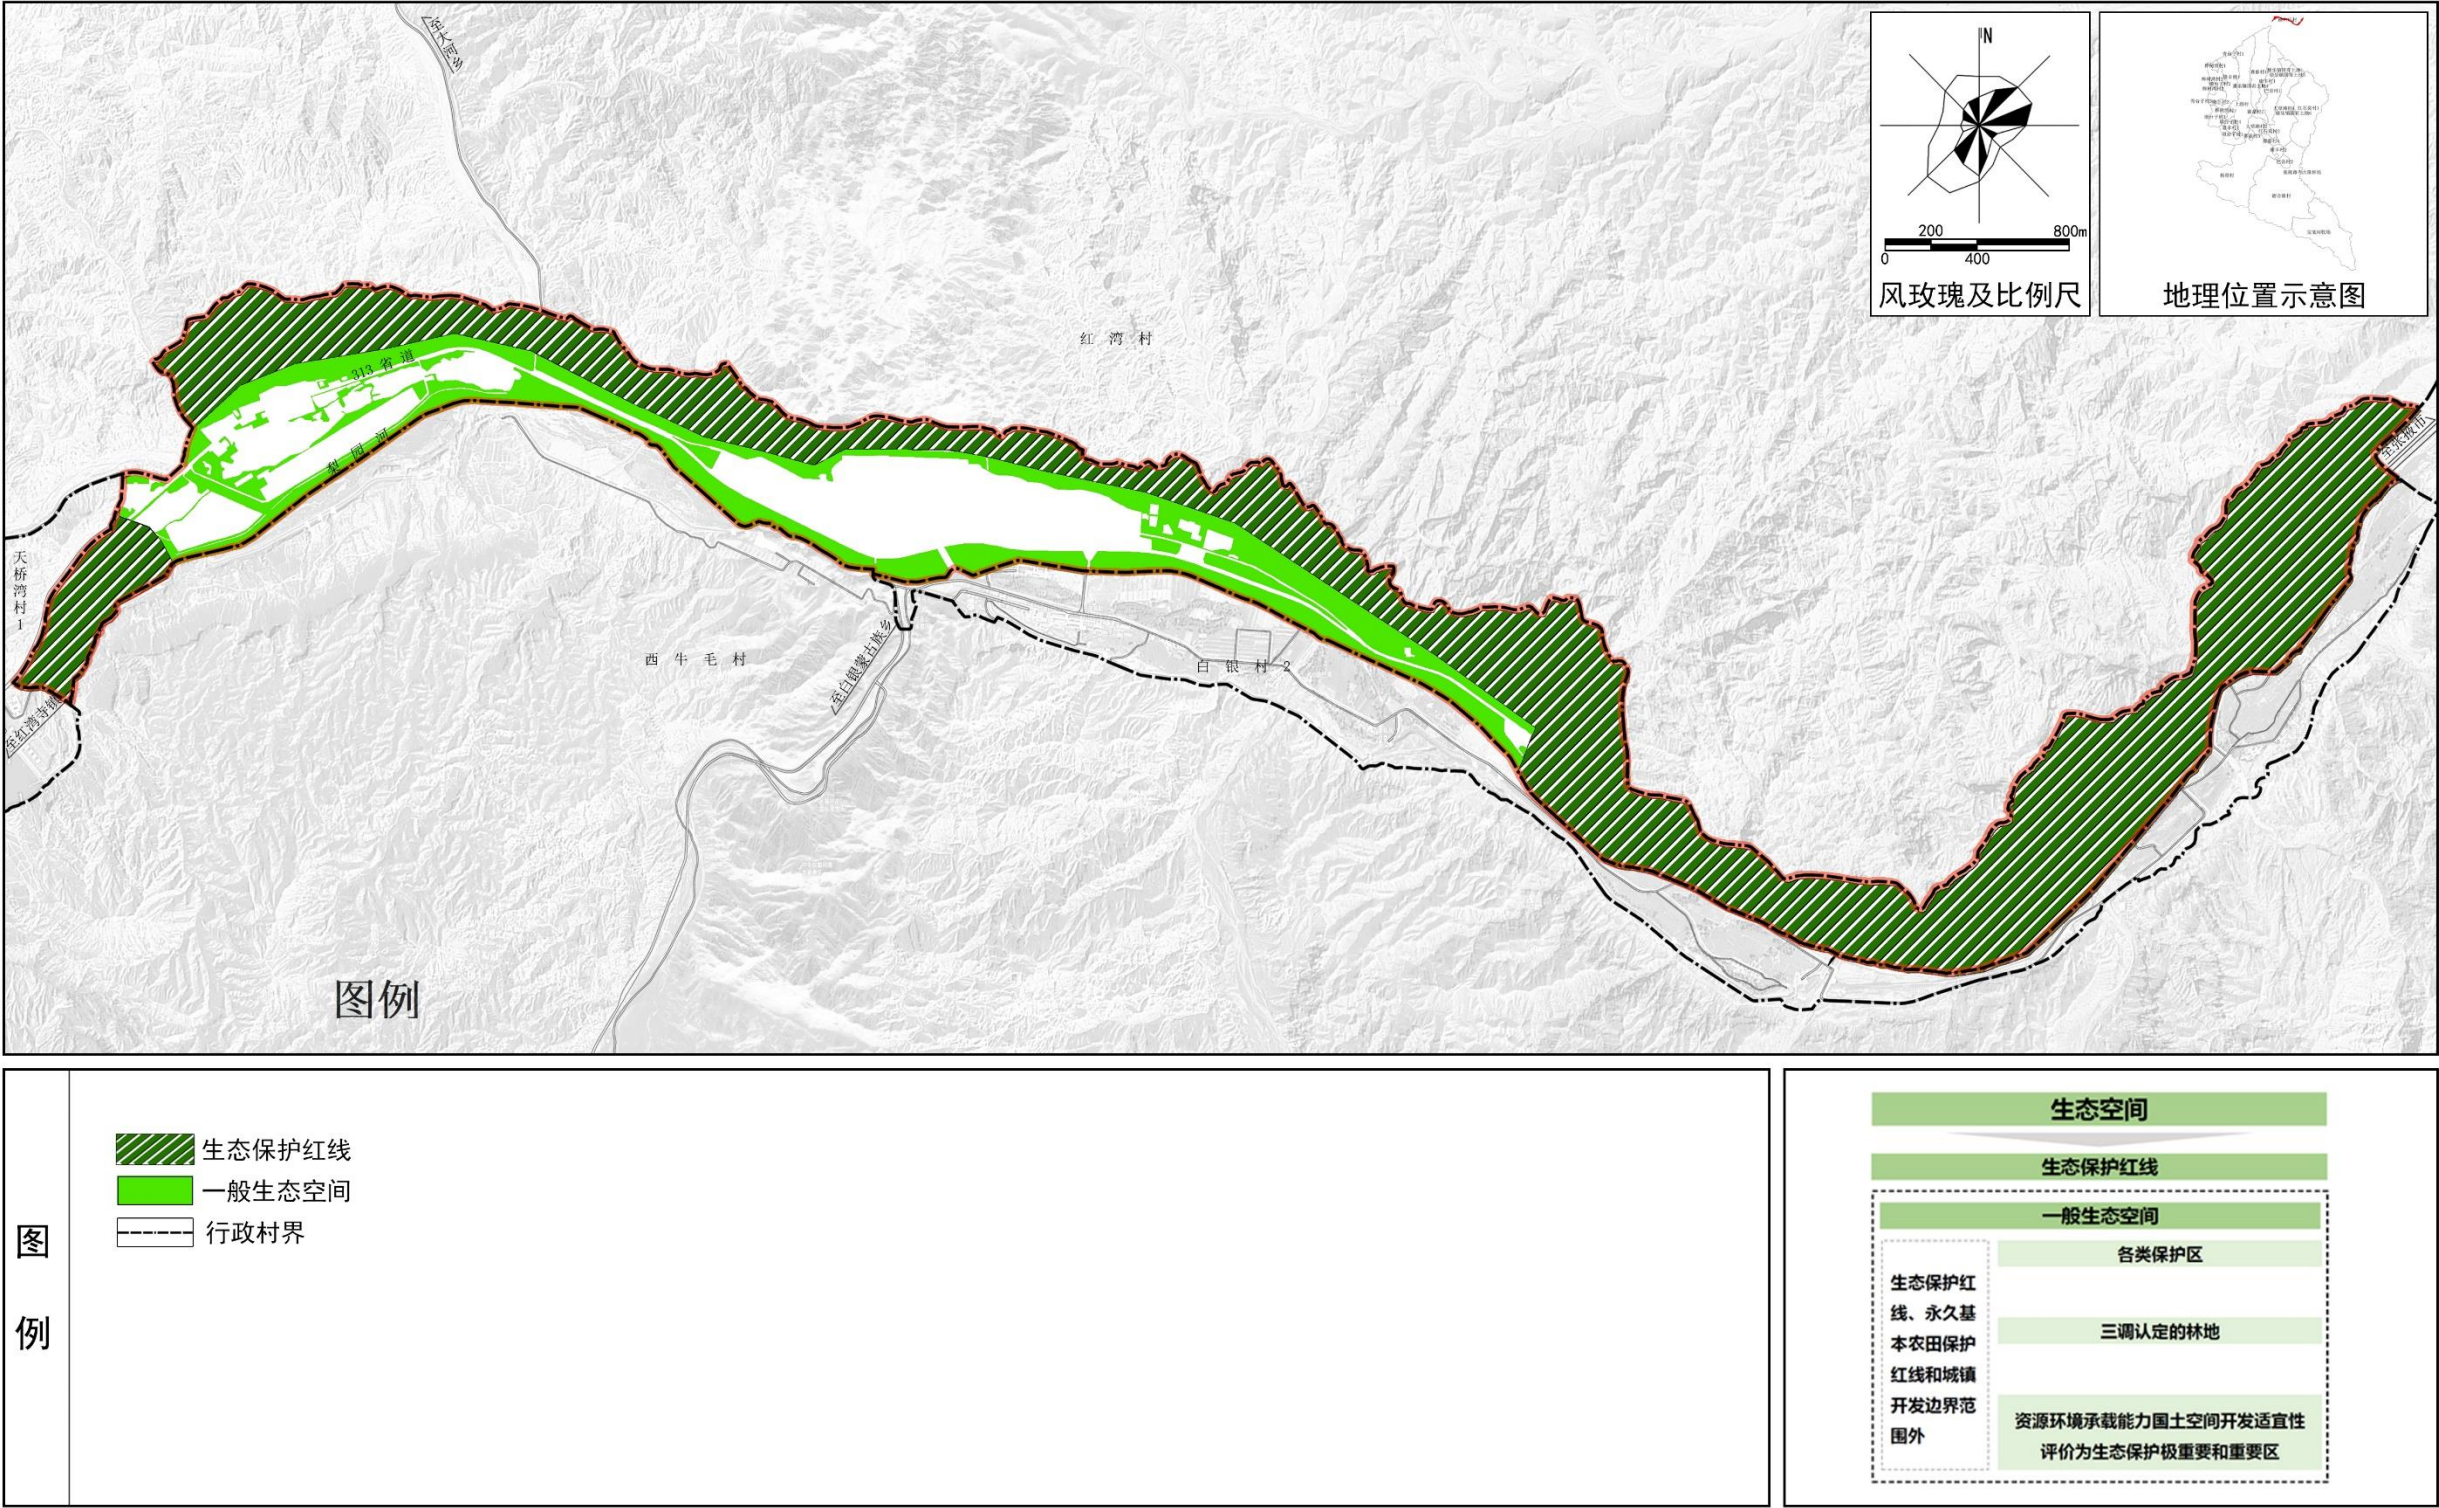 至大河乡
N
200
800m
0
400
风玫瑰及比例尺
地理位置示意图
红湾村
313 省道
梨园河
至张掖市
天桥湾村1
西牛毛村
至白银蒙古族乡
白银村2
至红湾寺镇
图例
图例
生态保护红线
一般生态空间
行政村界
生态空间
生态保护红线
一般生态空间
生态保护红
线、永久基
本农田保护
红线和城镇
开发边界范
围外
各类保护区
三调认定的林地
资源环境承载能力国土空间开发适宜性
评价为生态保护极重要和重要区